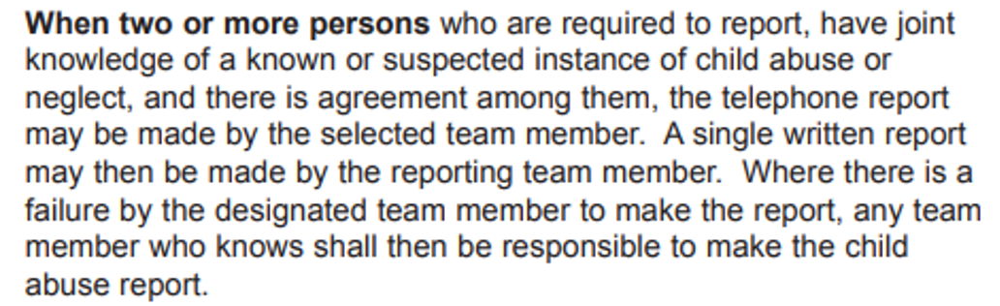 When two or more persons who are required to report, have joint
knowledge of a known or suspected instance of child abuse or
neglect, and there is agreement among them, the telephone report
may be made by the selected team member.  A single written report
may then be made by the reporting team member.  Where there is a
failure by the designated team member to make the report, any team
member who knows shall then be responsible to make the child
abuse report.